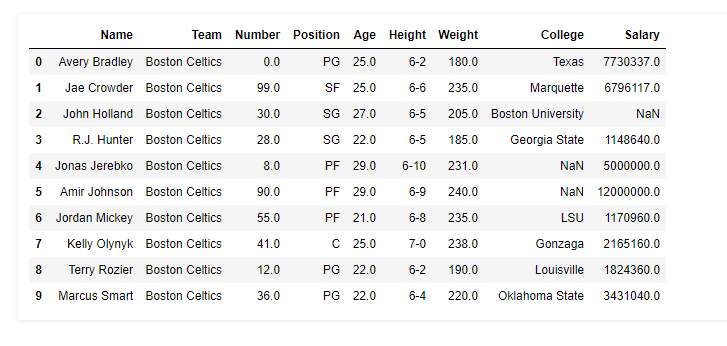 Name Team Number Position Age Height Weight College Salary
0 Avery Bradley Boston Celtics 0.0 PG 25.0 6-2 180.0 Texas 7730337.0
1 Jae Crowder Boston Celtics 99.0 SF 25.0 6-6 235.0 Marquette 6796117.0
2 John Holland Boston Celtics 30.0 SG 27.0 6-5 205.0 Boston University NaN
3 R.J. Hunter Boston Celtics 28.0 SG 22.0 6-5 185.0 Georgia State 1148640.0
4 Jonas Jerebko Boston Celtics 8.0 PF 29.0 6-10 231.0 NaN 5000000.0
5 Amir Johnson Boston Celtics 90.0 PF 29.0 6-9 240.0 NaN 12000000.0
6 Jordan Mickey Boston Celtics 55.0 PF 21.0 6-8 235.0 LSU 1170960.0
7 Kelly Olynyk Boston Celtics 41.0 C 25.0 7-0 238.0 Gonzaga 2165160.0
8 Terry Rozier Boston Celtics 12.0 PG 22.0 6-2 190.0 Louisville 1824360.0
9 Marcus Smart Boston Celtics 36.0 PG 22.0 6-4 220.0 Oklahoma State 3431040.0